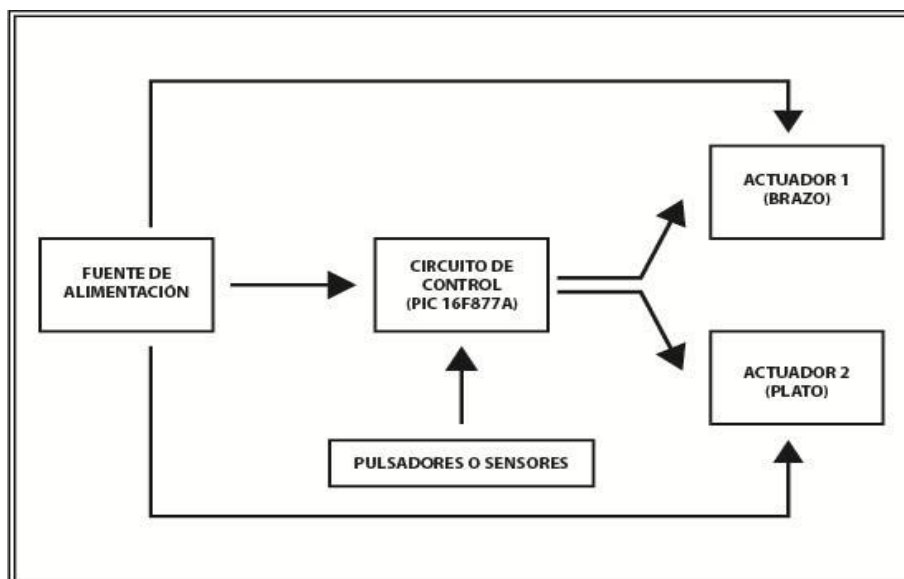 ACTUADOR 1
(BRAZO)
FUENTE DE
ALIMENTACIÓN
CIRCUITO DE
CONTROL
(PIC 16F877A)
ACTUADOR 2
(PLATO)
PULSADORES O SENSORES